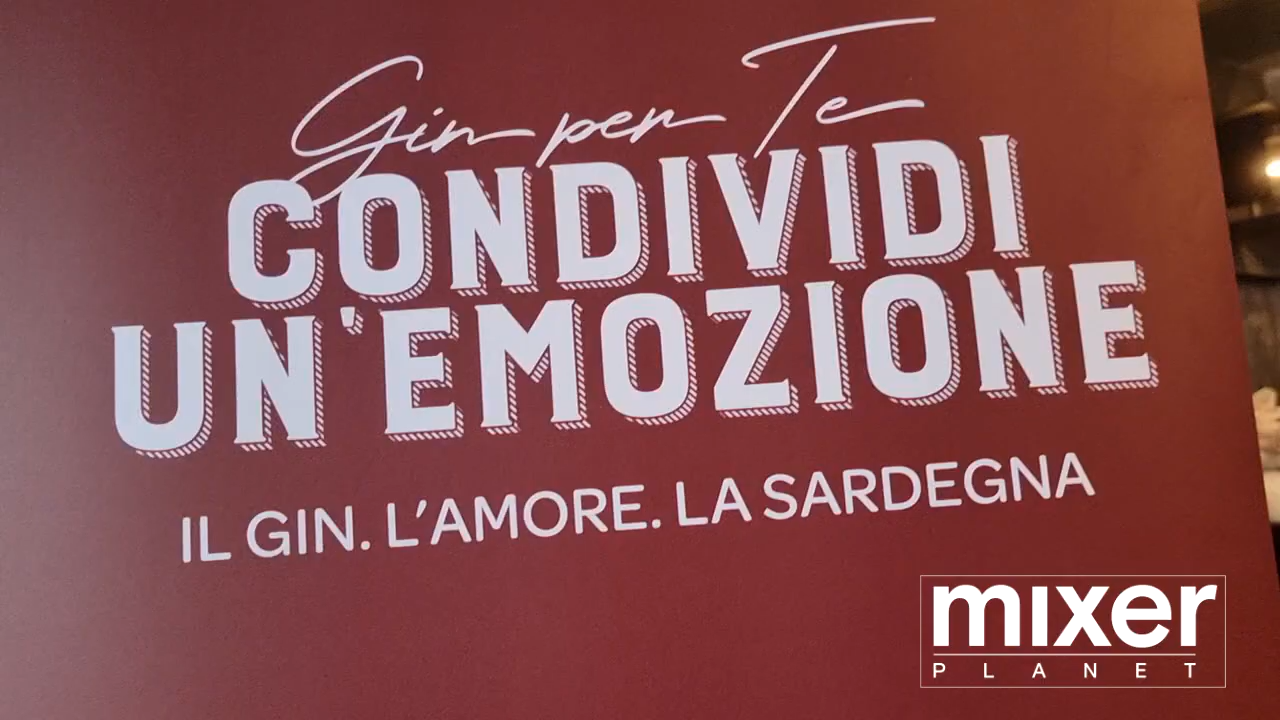 Gin per Te
CONDIVIDI
UN'EMOZIONE
IL GIN. L'AMORE. LA SARDEGNA
mixer
PLANET